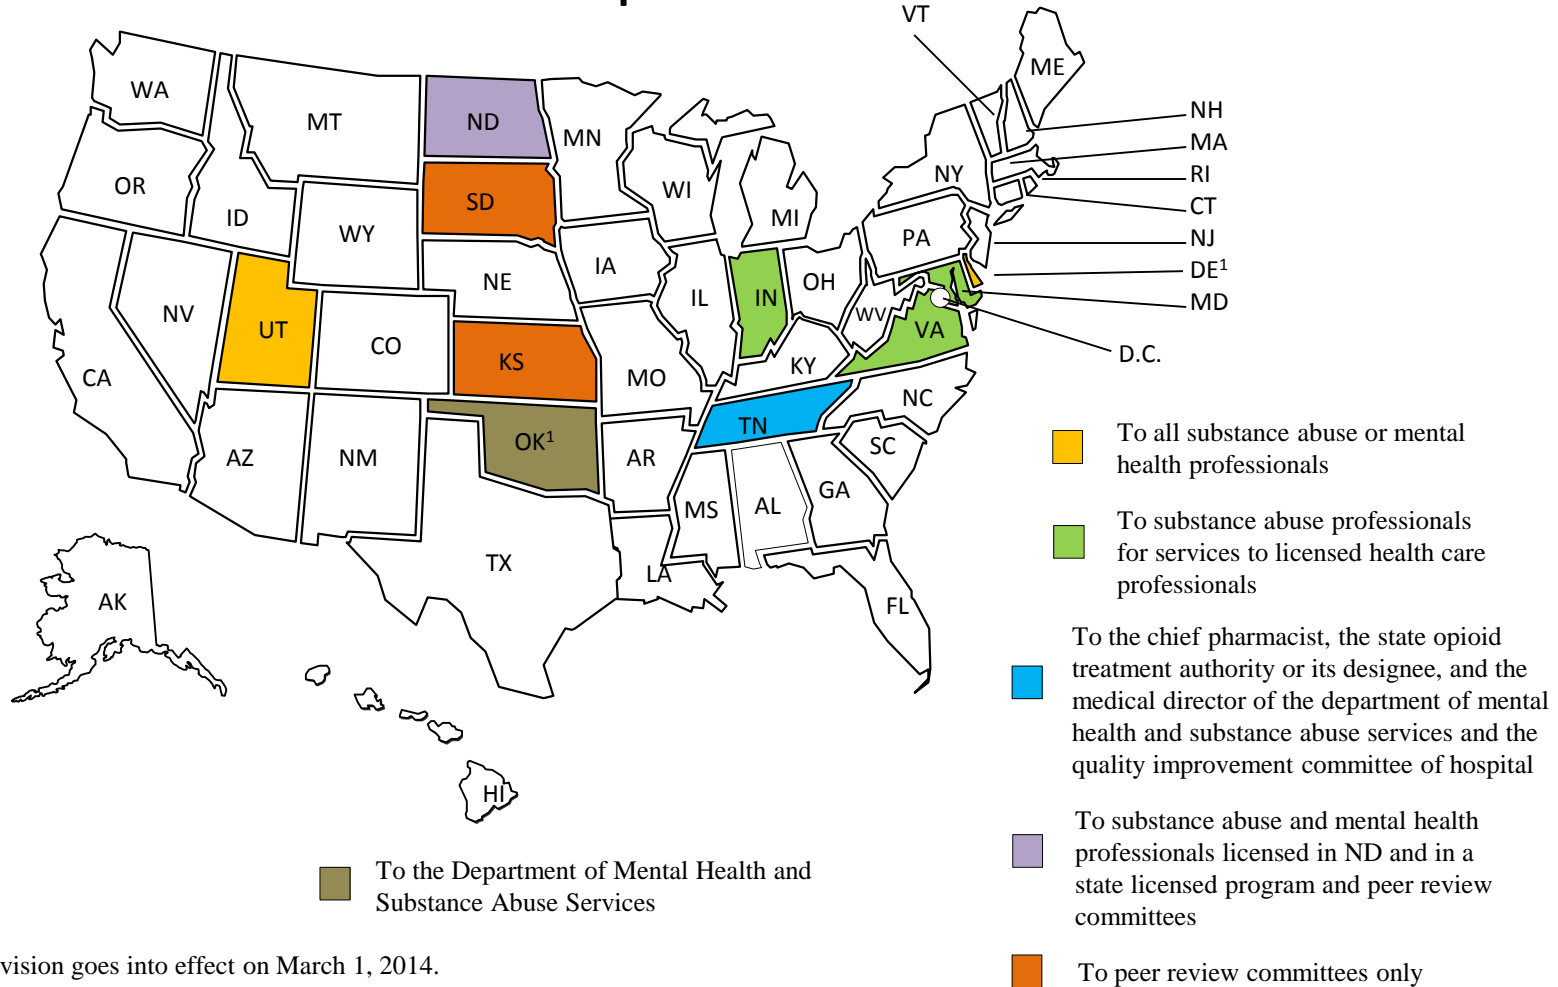 VT
ME
WA
MT
ND
MN
NH
MA
OR
ID
SD
WI
MI
NY
RI
CT
WY
PA
NJ
NE
IA
IL
IN
OH
DE¹
MD
NV
UT
CO
KS
MO
WV
VA
KY
D.C.
CA
AZ
NM
OK¹
AR
TN
NC
SC
MS
AL
GA
TX
LA
FL
AK
HI
To all substance abuse or mental
health professionals
To substance abuse professionals
for services to licensed health care
professionals
To the chief pharmacist, the state opioid
treatment authority or its designee, and the
medical director of the department of mental
health and substance abuse services and the
quality improvement committee of hospital
To substance abuse and mental health
professionals licensed in ND and in a
state licensed program and peer review
committees
To the Department of Mental Health and
Substance Abuse Services
To peer review committees only
vision goes into effect on March 1, 2014.